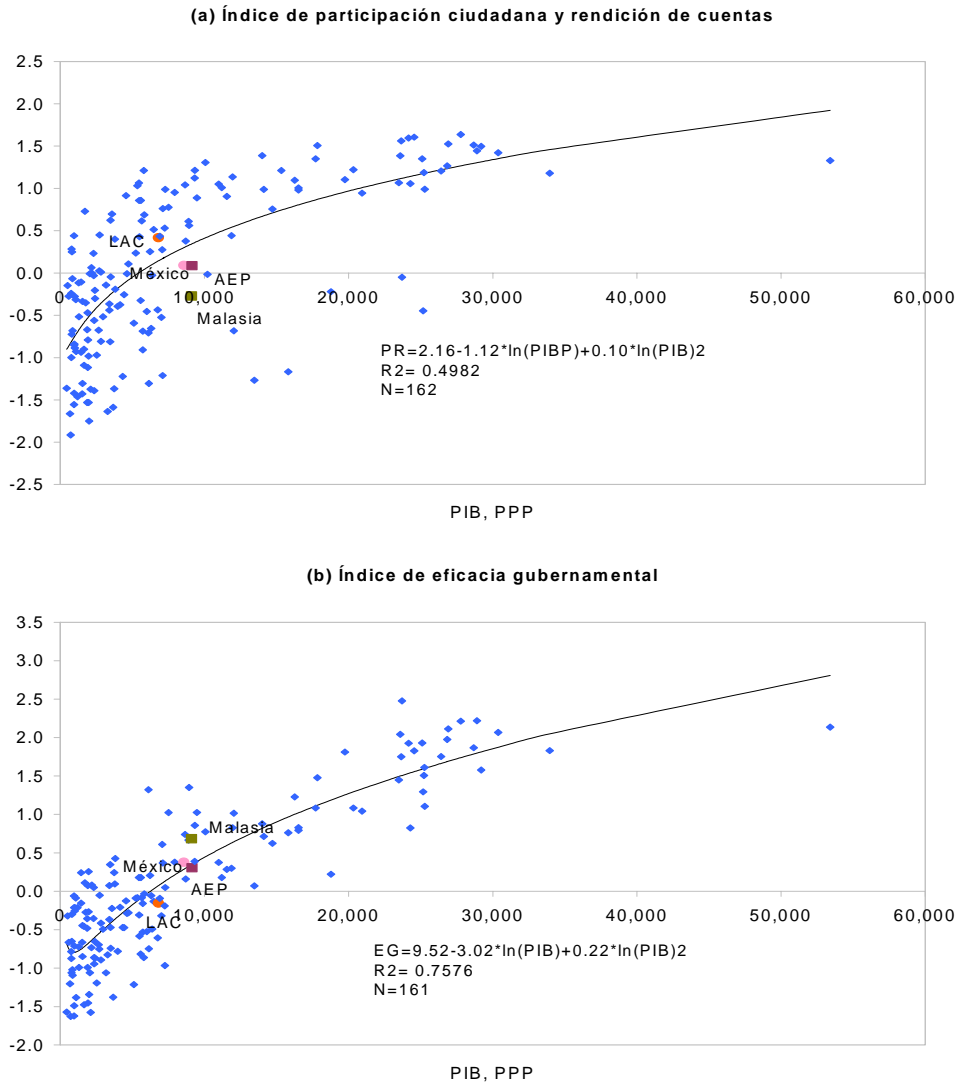 (a) Índice de participación ciudadana y rendición de cuentas
2.5
2.0
1.5
1.0
0.5
0.0
-0.5
-1.0
-1.5
-2.0
-2.5
LAC
México
AEP
Malasia
0 10,000 20,000 30,000 40,000 50,000 60,000
PR=2.16-1.12*ln(PIBP)+0.10*ln(PIB)2
R2= 0.4982
N=162
PIB, PPP
(b) Índice de eficacia gubernamental
3.5
3.0
2.5
2.0
1.5
1.0
0.5
0.0
-0.5
-1.0
-1.5
-2.0
Malasia
México
AEP
0 10,000 20,000 30,000 40,000 50,000 60,000
LAC
EG=9.52-3.02*ln(PIB)+0.22*ln(PIB)2
R2= 0.7576
N=161
PIB, PPP